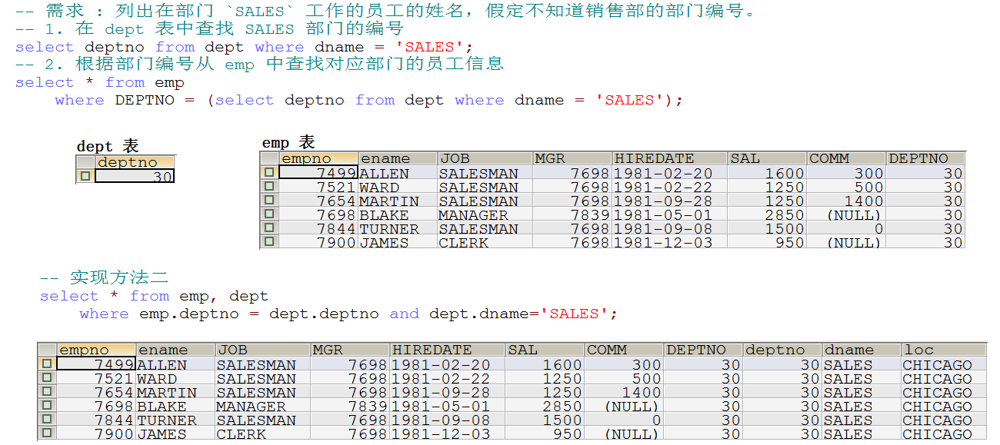 -- 需求 : 列出在部门 `SALES` 工作的员工的姓名，假定不知道销售部的部门编号。
-- 1. 在 dept 表中查找 SALES 部门的编号
select deptno from dept where dname = 'SALES';
-- 2. 根据部门编号从 emp 中查找对应部门的员工信息
select * from emp
where DEPTNO = (select deptno from dept where dname = 'SALES');
dept 表
deptno
30
emp 表
empno ename JOB MGR HIREDATE SAL COMM DEPTNO
7499 ALLEN SALESMAN 7698 1981-02-20 1600 300 30
7521 WARD SALESMAN 7698 1981-02-22 1250 500 30
7654 MARTIN SALESMAN 7698 1981-09-28 1250 1400 30
7698 BLAKE MANAGER 7839 1981-05-01 2850 (NULL) 30
7844 TURNER SALESMAN 7698 1981-09-08 1500 0 30
7900 JAMES CLERK 7698 1981-12-03 950 (NULL) 30
-- 实现方法二
select * from emp, dept
where emp.deptno = dept.deptno and dept.dname='SALES';
empno ename JOB MGR HIREDATE SAL COMM DEPTNO deptno dname loc
7499 ALLEN SALESMAN 7698 1981-02-20 1600 300 30 30 SALES CHICAGO
7521 WARD SALESMAN 7698 1981-02-22 1250 500 30 30 SALES CHICAGO
7654 MARTIN SALESMAN 7698 1981-09-28 1250 1400 30 30 SALES CHICAGO
7698 BLAKE MANAGER 7839 1981-05-01 2850 (NULL) 30 30 SALES CHICAGO
7844 TURNER SALESMAN 7698 1981-09-08 1500 0 30 30 SALES CHICAGO
7900 JAMES CLERK 7698 1981-12-03 950 (NULL) 30 30 SALES CHICAGO